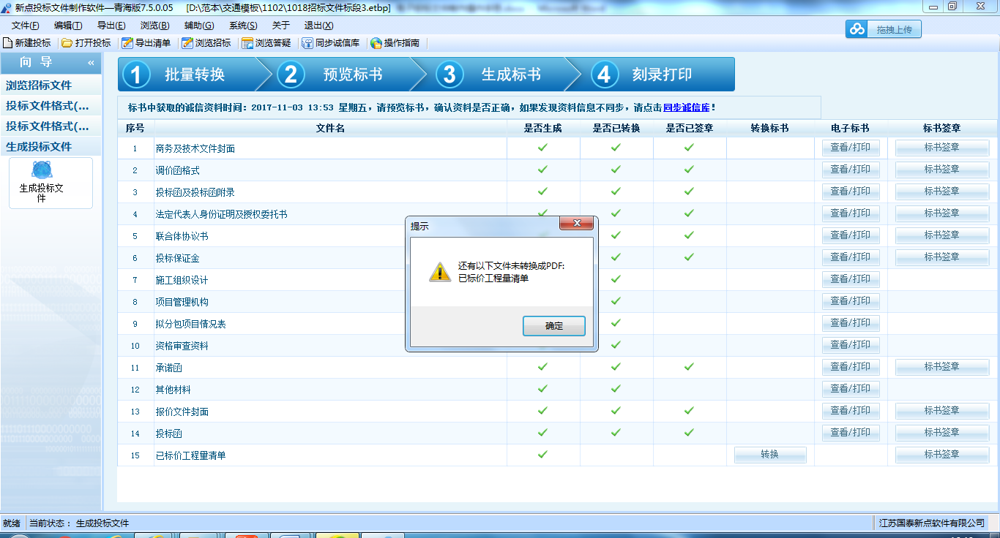 新点投标文件制作软件—青海版7.5.0.05 [D:\范本\交通模板\1102\1018招标文件标段3.etbp]
文件(F) 编辑(T) 导出(E) 浏览(B) 辅助(G) 系统(S) 关于 退出(X)
拖拽上传
新建投标 打开投标 导出清单 浏览招标 浏览答疑 同步诚信库 操作指南
向 导 «
浏览招标文件
投标文件格式(...
投标文件格式(...
生成投标文件
生成投标文
件
1 批量转换 2 预览标书 3 生成标书 4 刻录打印
标书中获取的诚信资料时间：2017-11-03 13:53 星期五，请预览标书，确认资料是否正确，如果发现资料信息不同步，请点击同步诚信库！
序号 文件名 是否生成 是否已转换 是否已签章 转换标书 电子标书 标书签章
1 商务及技术文件封面 查看/打印 标书签章
2 调价函格式 查看/打印 标书签章
3 投标函及投标函附录 查看/打印 标书签章
4 法定代表人身份证明及授权委托书 查看/打印 标书签章
5 联合体协议书 查看/打印 标书签章
6 投标保证金 查看/打印 标书签章
7 施工组织设计 查看/打印
8 项目管理机构 查看/打印
9 拟分包项目情况表 查看/打印
10 资格审查资料 查看/打印
11 承诺函 查看/打印 标书签章
12 其他材料 查看/打印
13 报价文件封面 查看/打印 标书签章
14 投标函 查看/打印 标书签章
15 已标价工程量清单 转换 标书签章
提示
还有以下文件未转换成PDF:
已标价工程量清单
确定
就绪 当前状态： 生成投标文件 江苏国泰新点软件有限公司